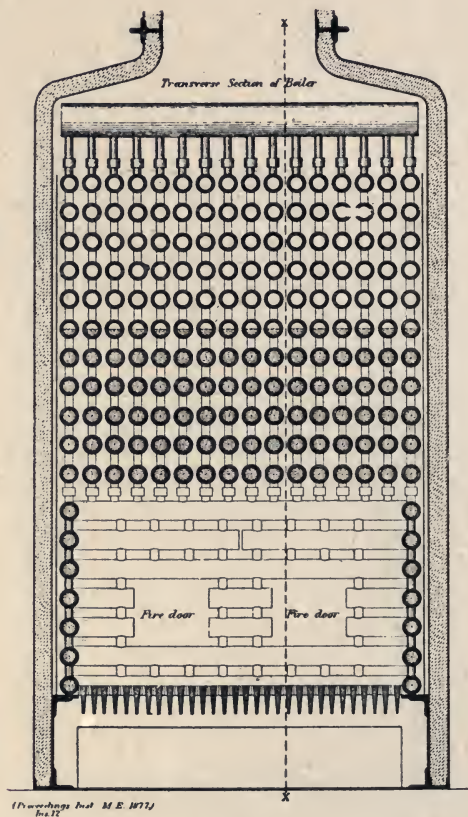 x
Transverse Section of Boiler
Fire door Fire door
x
(Proceedings Inst M.E. 1877.)